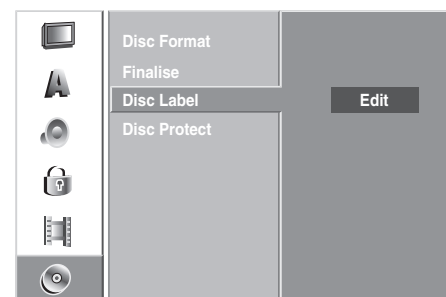 Disc Format
Finalise
Disc Label
Edit
Disc Protect